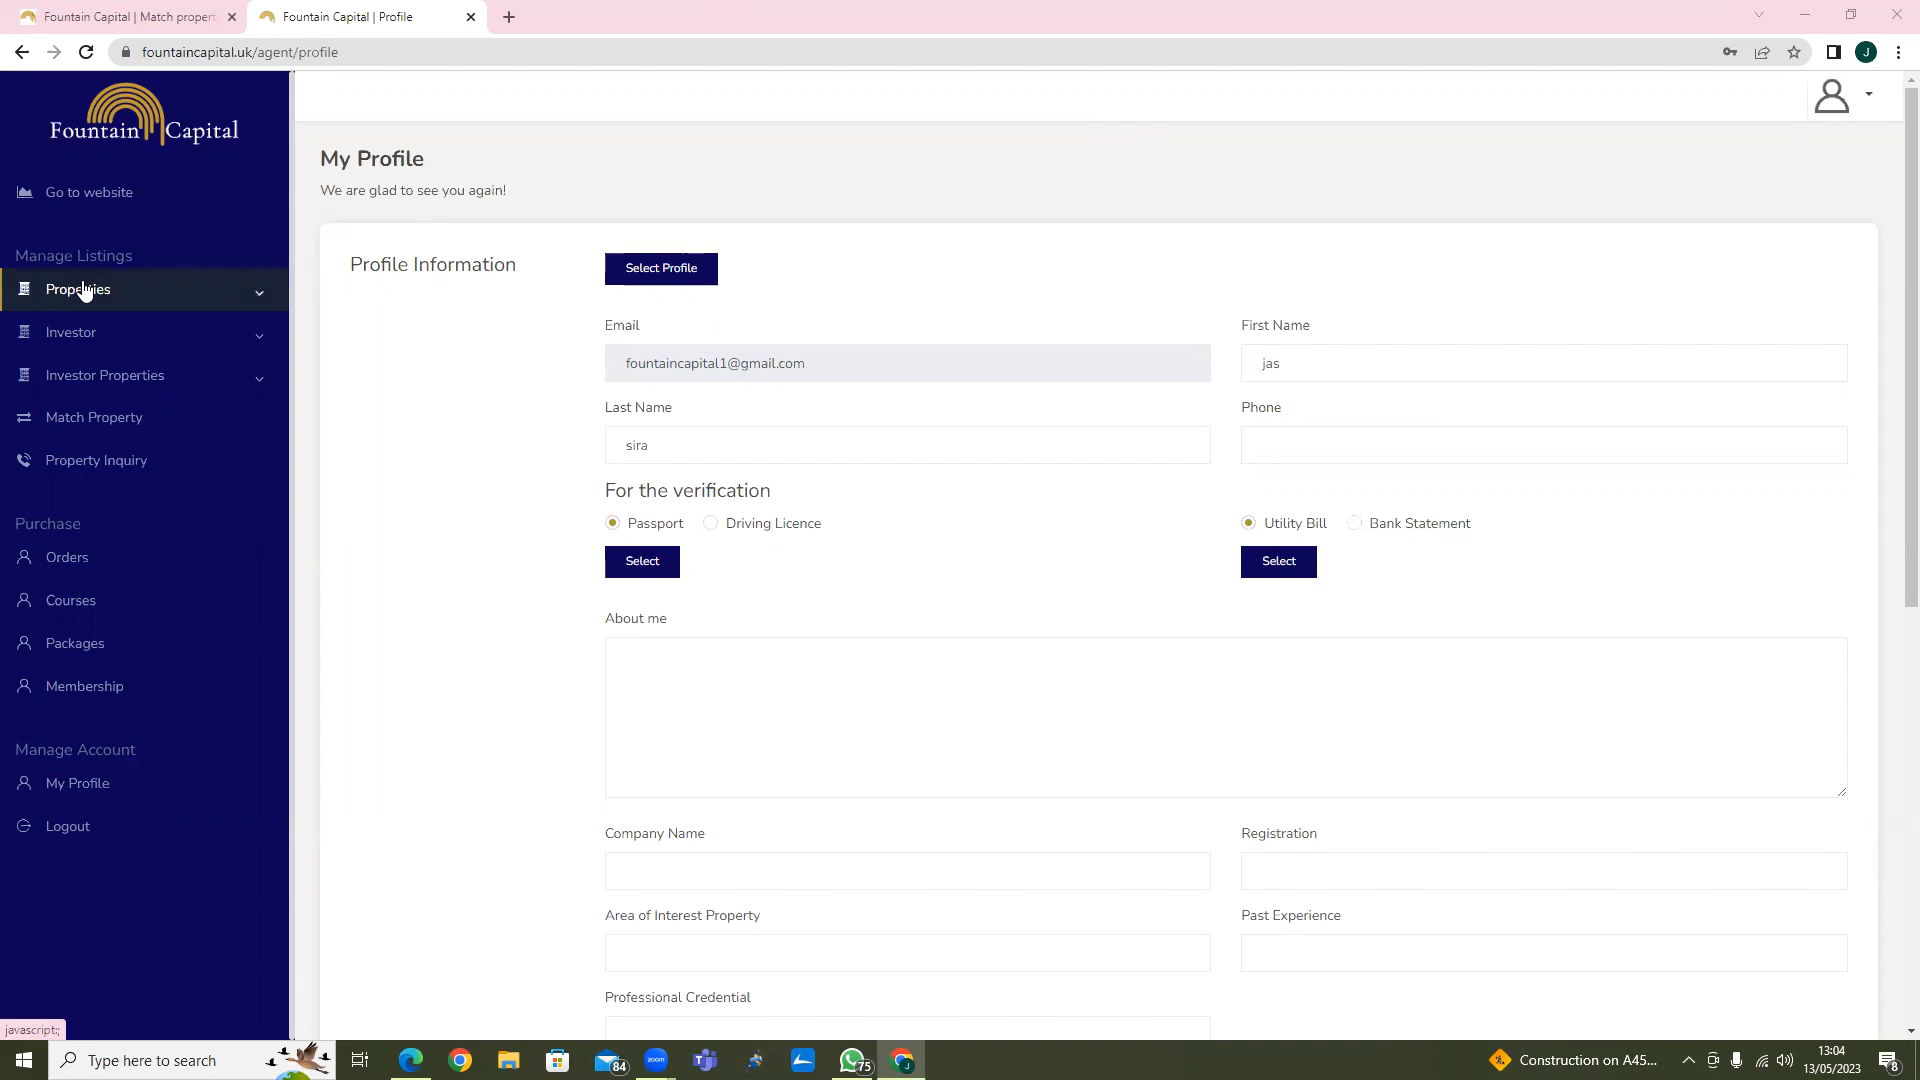 Fountain Capital | Match propert
Fountain Capital | Profile
fountaincapital.uk/agent/profile
J
Fountain Capital
Go to website
Manage Listings
Properties
Investor
Investor Properties
Match Property
Property Inquiry
Purchase
Orders
Courses
Packages
Membership
Manage Account
My Profile
Logout
My Profile
We are glad to see you again!
Profile Information
Select Profile
Email
First Name
fountaincapital1@gmail.com
jas
Last Name
Phone
sira
For the verification
Passport
Driving Licence
Utility Bill
Bank Statement
Select
Select
About me
Company Name
Registration
Area of Interest Property
Past Experience
Professional Credential
javascript:;
Type here to search
84
zoom
75
J
Construction on A45...
13:04
13/05/2023
8